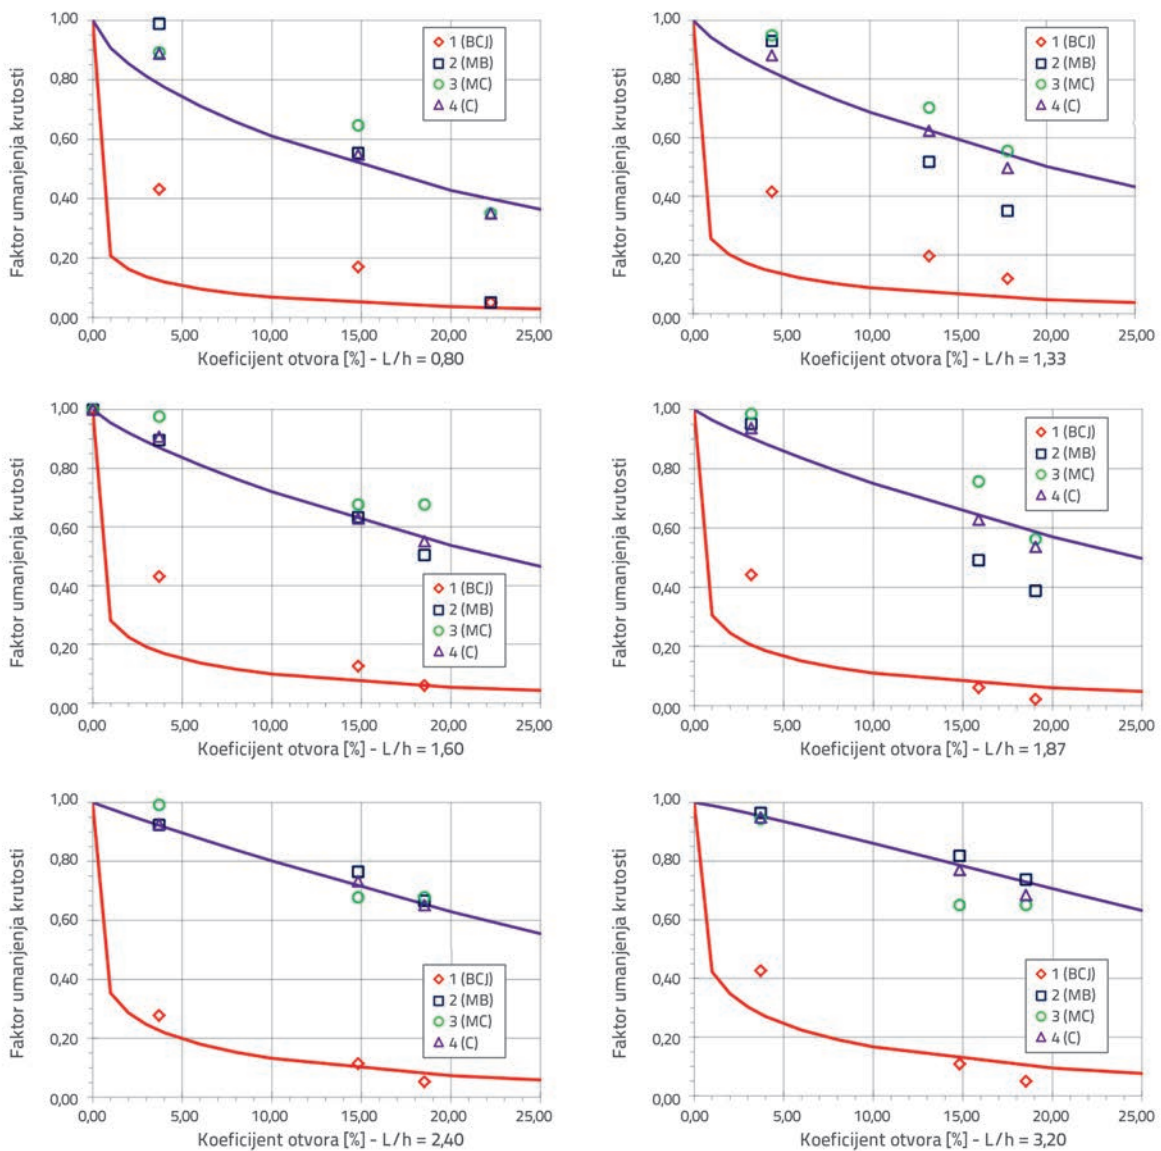 1,00
0,80
0,60
0,40
0,20
0,00
Faktor umanjenja krutosti
1 (BCJ)
2 (MB)
3 (MC)
4 (C)
0,00 5,00 10,00 15,00 20,00 25,00
Koeficijent otvora [%] - L/h = 0,80
1,00
0,80
0,60
0,40
0,20
0,00
Faktor umanjenja krutosti
1 (BCJ)
2 (MB)
3 (MC)
4 (C)
0,00 5,00 10,00 15,00 20,00 25,00
Koeficijent otvora [%] - L/h = 1,33
1,00
0,80
0,60
0,40
0,20
0,00
Faktor umanjenja krutosti
1 (BCJ)
2 (MB)
3 (MC)
4 (C)
0,00 5,00 10,00 15,00 20,00 25,00
Koeficijent otvora [%] - L/h = 1,60
1,00
0,80
0,60
0,40
0,20
0,00
Faktor umanjenja krutosti
1 (BCJ)
2 (MB)
3 (MC)
4 (C)
0,00 5,00 10,00 15,00 20,00 25,00
Koeficijent otvora [%] - L/h = 1,87
1,00
0,80
0,60
0,40
0,20
0,00
Faktor umanjenja krutosti
1 (BCJ)
2 (MB)
3 (MC)
4 (C)
0,00 5,00 10,00 15,00 20,00 25,00
Koeficijent otvora [%] - L/h = 2,40
1,00
0,80
0,60
0,40
0,20
0,00
Faktor umanjenja krutosti
1 (BCJ)
2 (MB)
3 (MC)
4 (C)
0,00 5,00 10,00 15,00 20,00 25,00
Koeficijent otvora [%] - L/h = 3,20